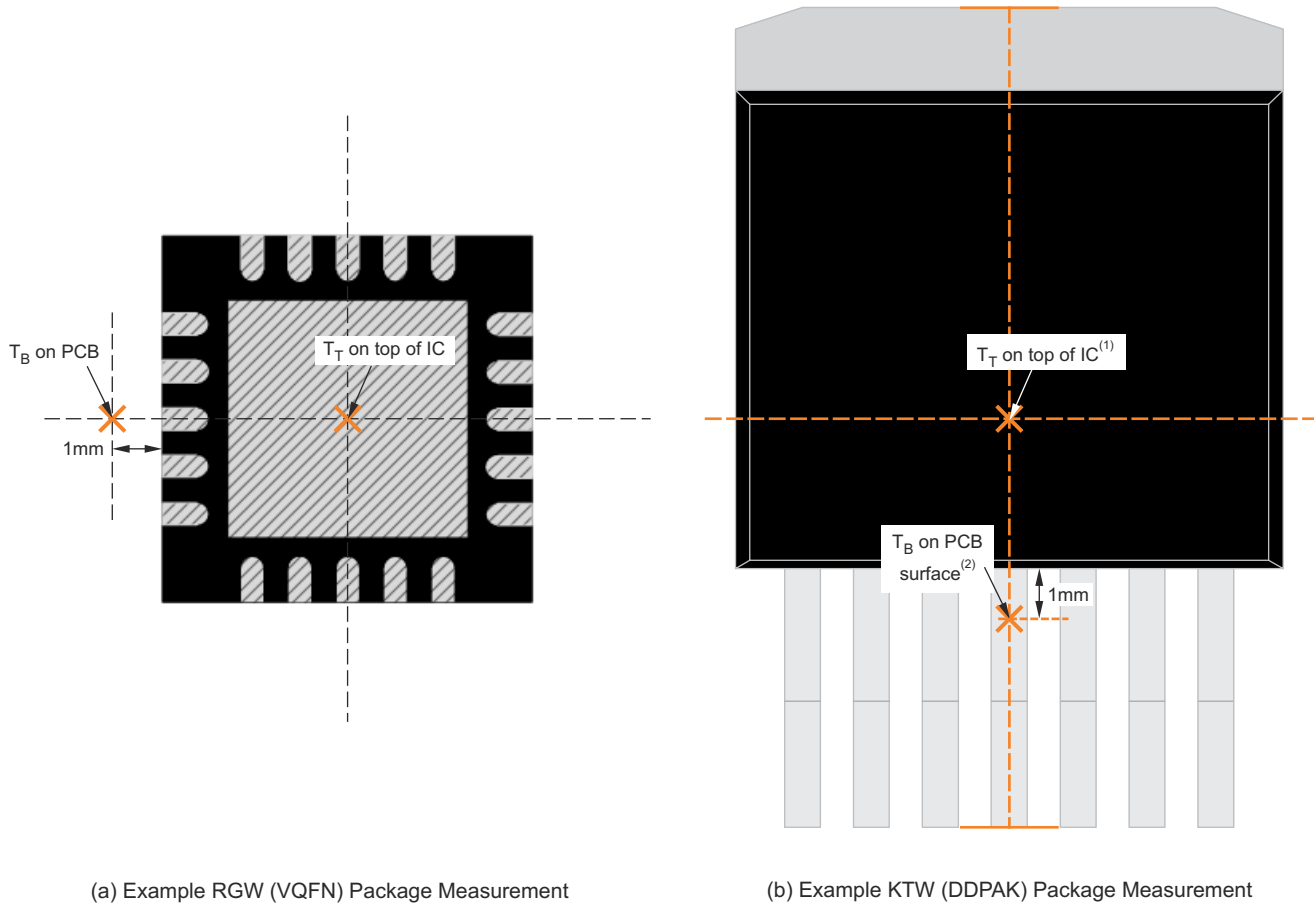 T_B on PCB
1mm
T_T on top of IC
(a) Example RGW (VQFN) Package Measurement
T_T on top of IC(1)
T_B on PCB
surface(2)
1mm
(b) Example KTW (DDPAK) Package Measurement